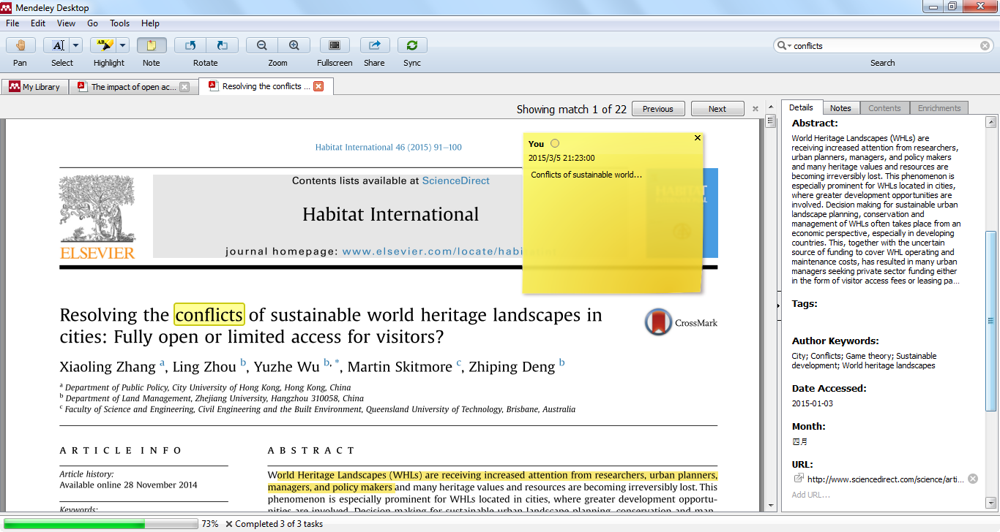 Mendeley Desktop
File Edit View Go Tools Help
Pan Select Highlight Note Rotate Zoom Fullscreen Share Sync
conflicts
Search
My Library
The impact of open ac...
Resolving the conflicts ...
Showing match 1 of 22 Previous Next
Habitat International 46 (2015) 91–100
Contents lists available at ScienceDirect
Habitat International
journal homepage: www.elsevier.com/locate/habi
ELSEVIER
You
2015/3/5 21:23:00
Conflicts of sustainable world...
Resolving the conflicts of sustainable world heritage landscapes in
cities: Fully open or limited access for visitors?
CrossMark
Xiaoling Zhang a, Ling Zhou b, Yuzhe Wu b, *, Martin Skitmore c, Zhiping Deng b
a Department of Public Policy, City University of Hong Kong, Hong Kong, China
b Department of Land Management, Zhejiang University, Hangzhou 310058, China
c Faculty of Science and Engineering, Civil Engineering and the Built Environment, Queensland University of Technology, Brisbane, Australia
ARTICLE INFO
Article history:
Available online 28 November 2014
Keywords:
ABSTRACT
World Heritage Landscapes (WHLs) are receiving increased attention from researchers, urban planners,
managers, and policy makers and many heritage values and resources are becoming irreversibly lost. This
phenomenon is especially prominent for WHLs located in cities, where greater development opportu-
nities are involved. Decision making for sustainable urban landscape planning, conservation and man-
Details Notes Contents Enrichments
Abstract:
World Heritage Landscapes (WHLs) are
receiving increased attention from researchers,
urban planners, managers, and policy makers
and many heritage values and resources are
becoming irreversibly lost. This phenomenon is
especially prominent for WHLs located in cities,
where greater development opportunities are
involved. Decision making for sustainable urban
landscape planning, conservation and
management of WHLs often takes place from an
economic perspective, especially in developing
countries. This, together with the uncertain
source of funding to cover WHL operating and
maintenance costs, has resulted in many urban
managers seeking private sector funding either
in the form of visitor access fees or leasing pa...
Tags:
Author Keywords:
City; Conflicts; Game theory; Sustainable
development; World heritage landscapes
Date Accessed:
2015-01-03
Month:
四月
URL:
http://www.sciencedirect.com/science/arti...
Add URL...
73% Completed 3 of 3 tasks